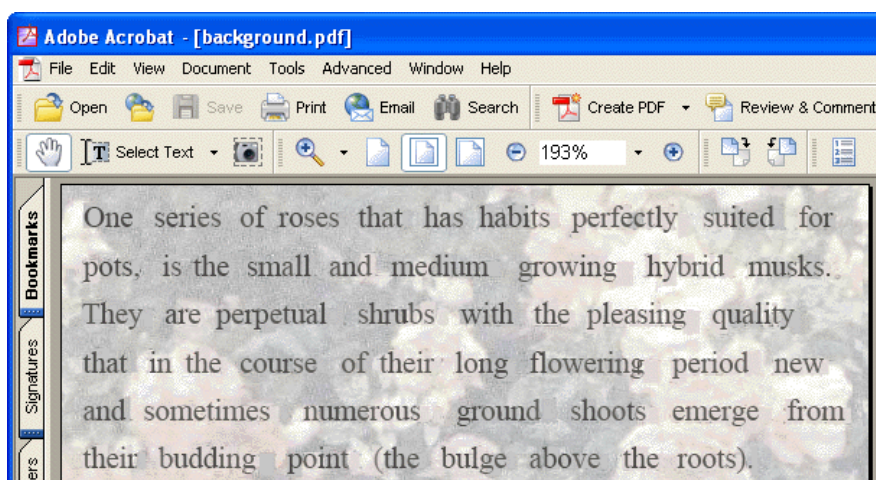 Adobe Acrobat - [background.pdf]
File Edit View Document Tools Advanced Window Help
Open Save Print Email Search Create PDF Review & Comment
Select Text 193%
Bookmarks
Signatures
One series of roses that has habits perfectly suited for
pots, is the small and medium growing hybrid musks.
They are perpetual shrubs with the pleasing quality
that in the course of their long flowering period new
and sometimes numerous ground shoots emerge from
their budding point (the bulge above the roots).